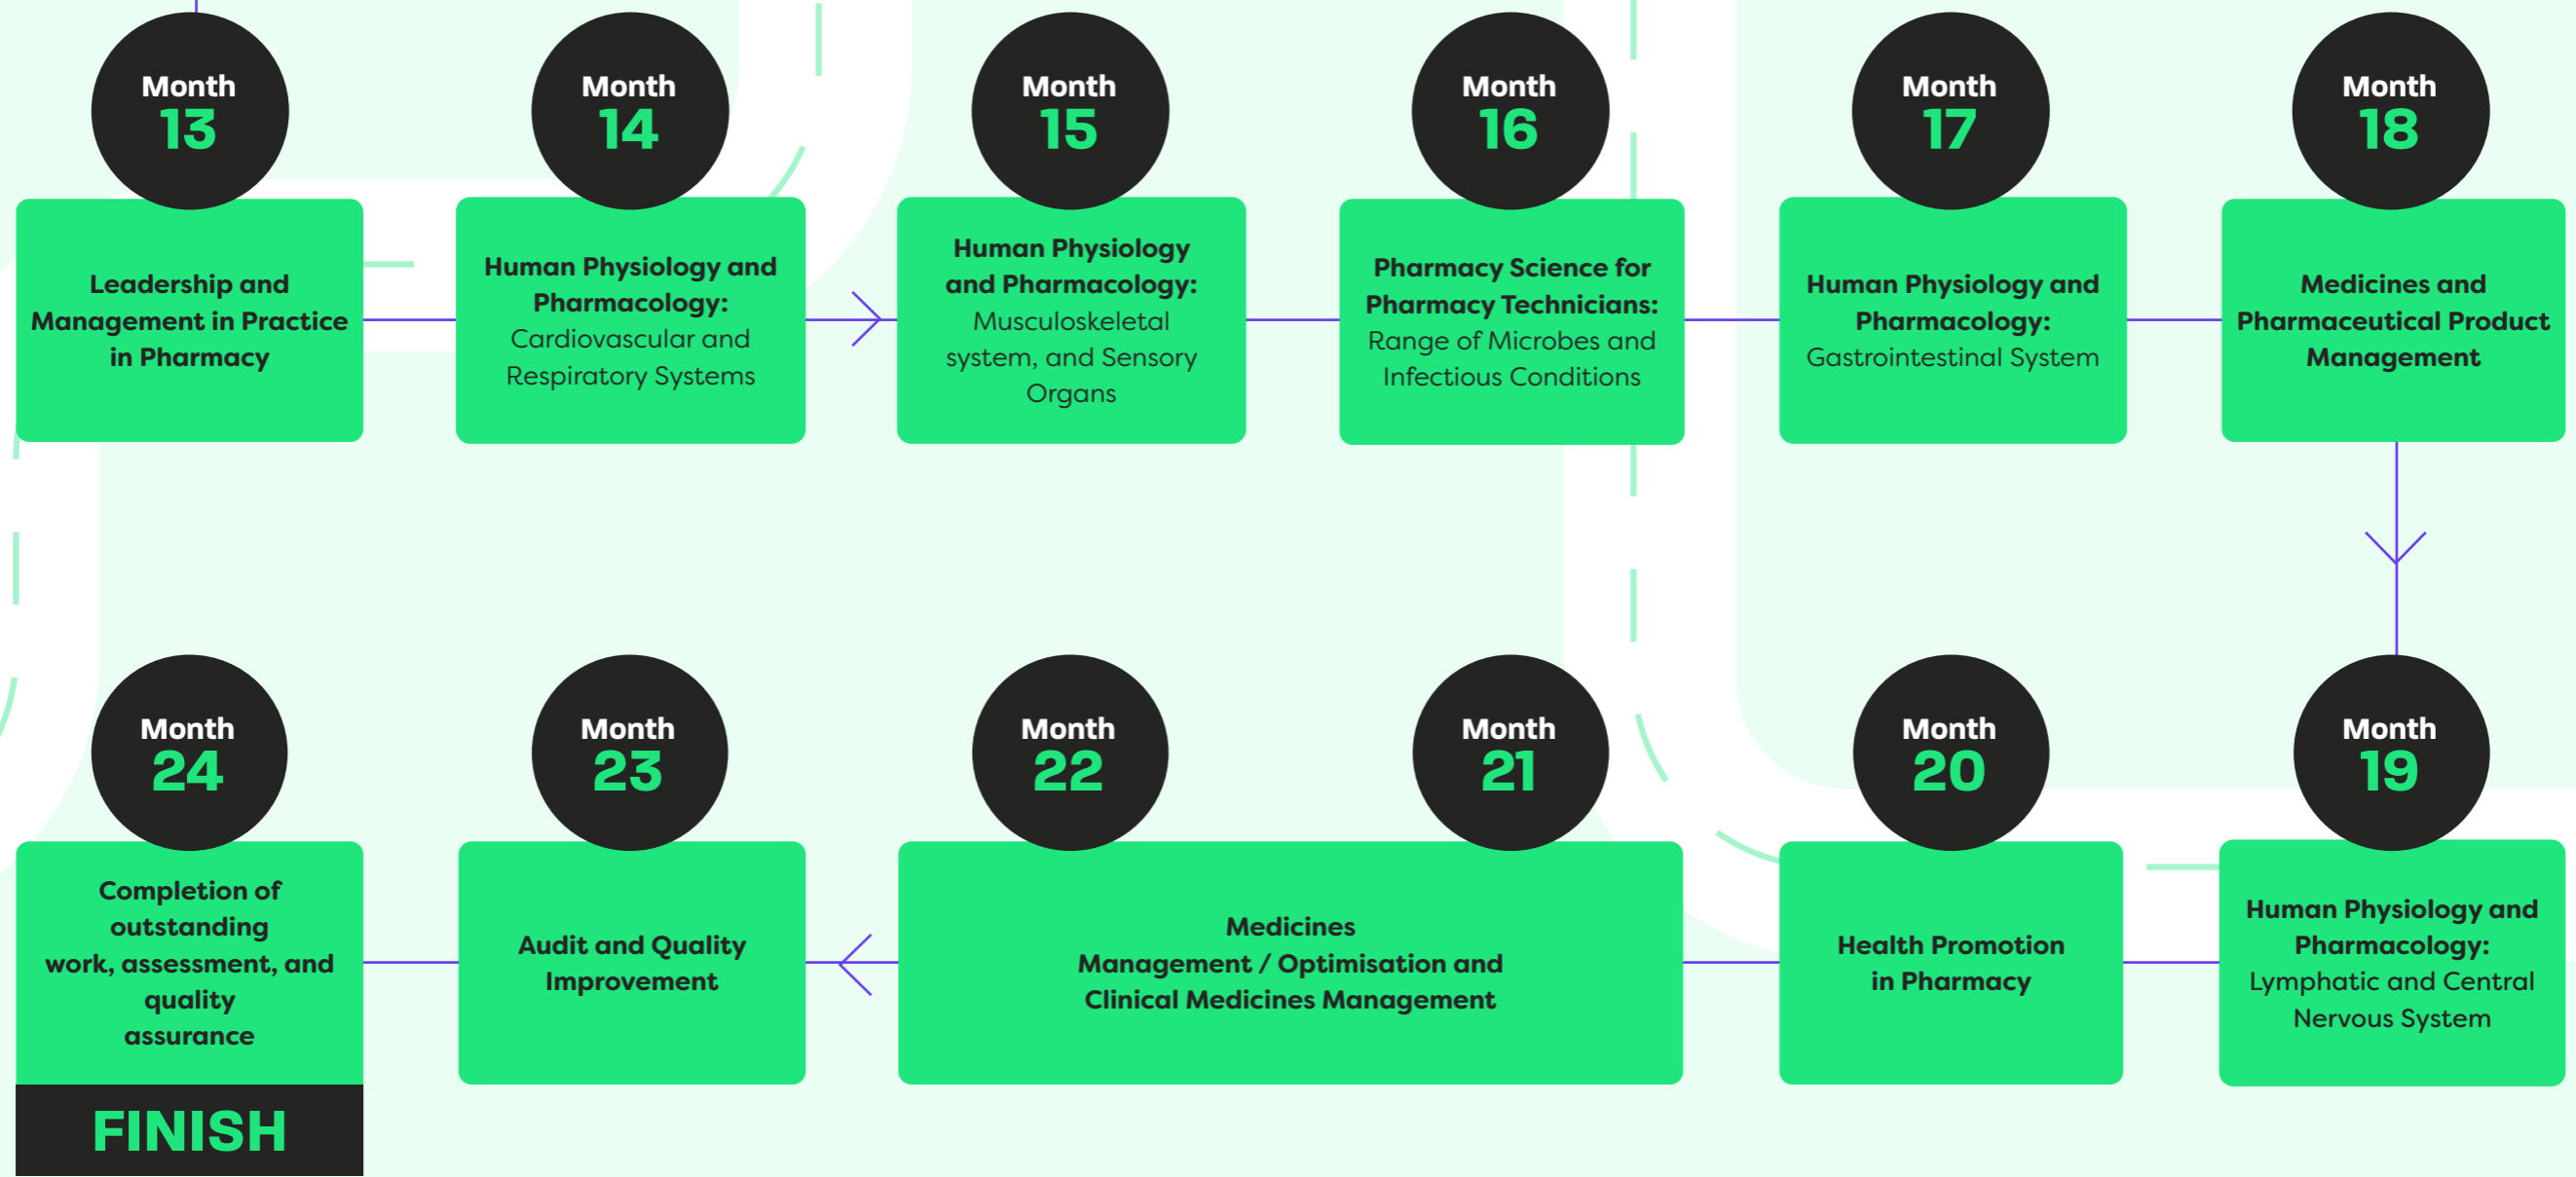 Month
13
Leadership and
Management in Practice
in Pharmacy
Month
14
Human Physiology and
Pharmacology:
Cardiovascular and
Respiratory Systems
Month
15
Human Physiology
and Pharmacology:
Musculoskeletal
system, and Sensory
Organs
Month
16
Pharmacy Science for
Pharmacy Technicians:
Range of Microbes and
Infectious Conditions
Month
17
Human Physiology and
Pharmacology:
Gastrointestinal System
Month
18
Medicines and
Pharmaceutical Product
Management
Month
19
Human Physiology and
Pharmacology:
Lymphatic and Central
Nervous System
Month
20
Health Promotion
in Pharmacy
Month
21
Month
22
Medicines
Management / Optimisation and
Clinical Medicines Management
Month
23
Audit and Quality
Improvement
Month
24
Completion of
outstanding
work, assessment, and
quality
assurance
FINISH